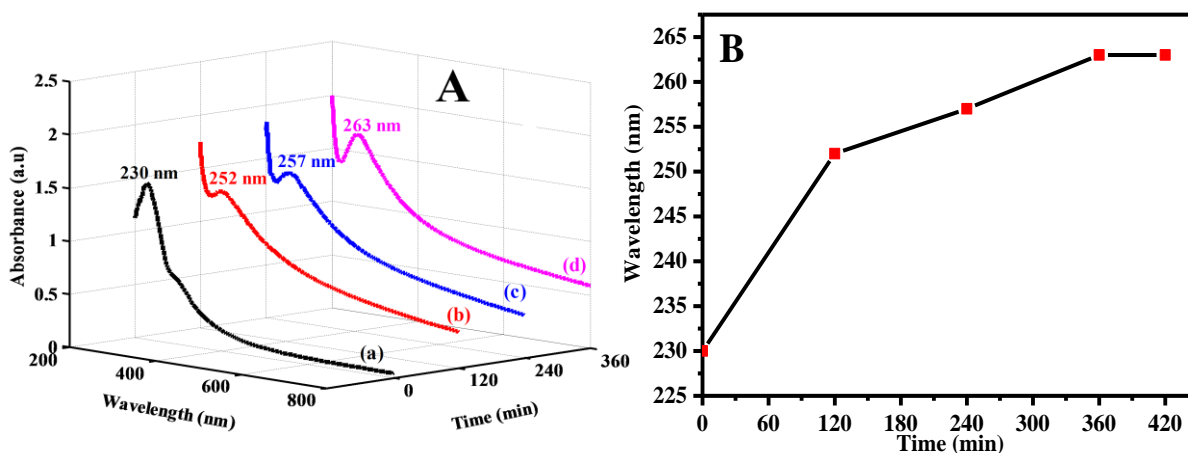 A
2.5
2
1.5
1
0.5
0
Absorbance (a.u)
230 nm
252 nm
257 nm
263 nm
(a)
(b)
(c)
(d)
200
400
600
800
Wavelength (nm)
0
120
240
360
Time (min)
B
265
260
255
250
245
240
235
230
225
Wavelength (nm)
0 60 120 180 240 300 360 420
Time (min)